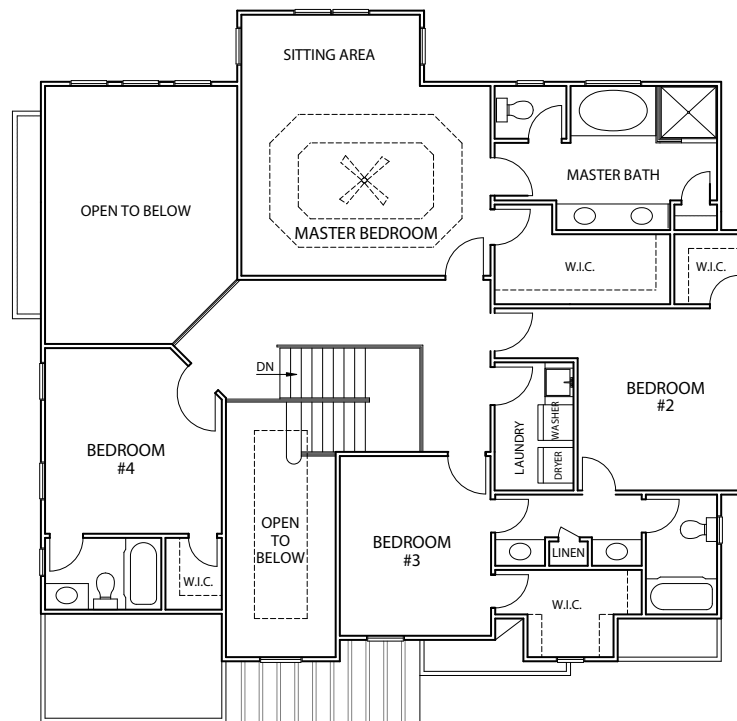 SITTING AREA
OPEN TO BELOW
MASTER BEDROOM
MASTER BATH
W.I.C.
W.I.C.
DN
BEDROOM
#2
LAUNDRY
WASHER
DRYER
BEDROOM
#4
OPEN
TO
BELOW
BEDROOM
#3
LINEN
W.I.C.
W.I.C.